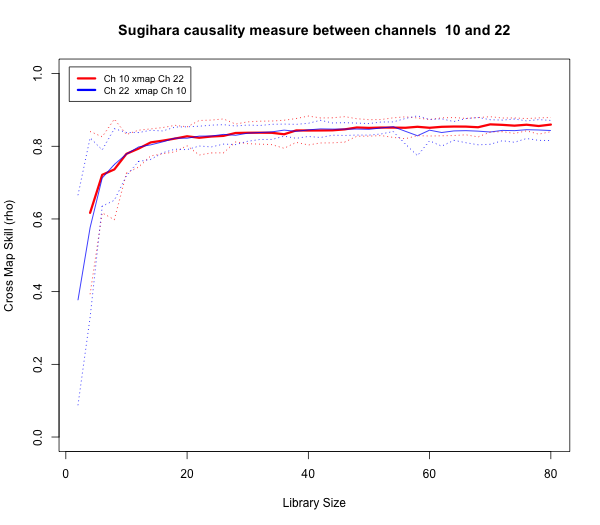 Sugihara causality measure between channels  10 and 22
Ch 10 xmap Ch 22
Ch 22  xmap Ch 10
Cross Map Skill (rho)
1.0
0.8
0.6
0.4
0.2
0.0
0 20 40 60 80
Library Size